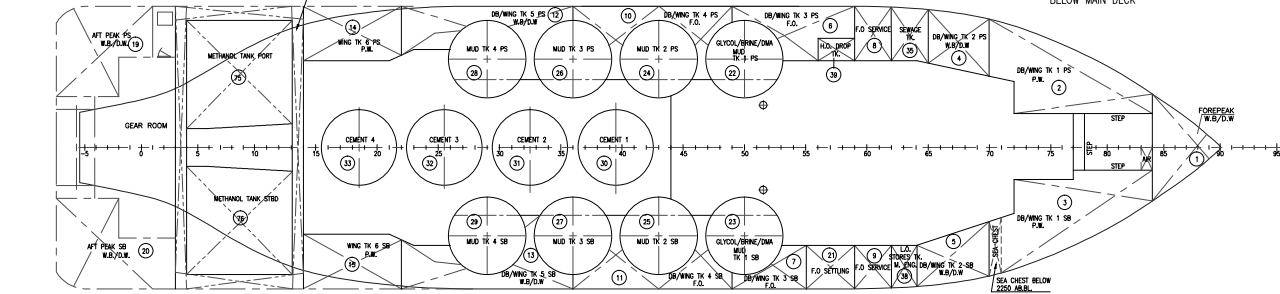 BELOW MAIN DECK
AFT PEAK PS
W.B/D.W.
19
METHANOL TANK PORT
75
14
WING TK 6 PS
P.W.
DB/WING TK 5 PS
W.B/D.W
12
10
DB/WING TK 4 PS
F.O.
DB/WING TK 3 PS
F.O.
6
F.O SERVICE
8
SEWAGE
TK.
35
DB/WING TK 2 PS
W.B/D.W
4
H.O. DROP
TK.
39
DB/WING TK 1 PS
P.W.
2
MUD TK 4 PS
28
MUD TK 3 PS
26
MUD TK 2 PS
24
GLYCOL/BRINE/DMA
MUD
TK 1 PS
22
GEAR ROOM
CEMENT 4
33
CEMENT 3
32
CEMENT 2
31
CEMENT 1
30
STEP
STEP
STEP
AIR
FOREPEAK
W.B/D.W
1
-5 0 5 10 15 20 25 30 35 40 45 50 55 60 65 70 75 80 85 90 95
METHANOL TANK STBD
76
AFT PEAK SB
W.B./D.W.
20
WING TK 6 SB
P.W.
15
29
MUD TK 4 SB
27
MUD TK 3 SB
25
MUD TK 2 SB
23
GLYCOL/BRINE/DMA
MUD
TK 1 SB
13
DB/WING TK 5 SB
W.B/D.W
11
DB/WING TK 4 SB
F.O.
7
DB/WING TK 3 SB
F.O.
21
F.O SETTLING
9
F.O SERVICE
L.O.
STORES TK.
M. ENG.
38
5
DB/WING TK 2 SB
W.B/D.W
3
DB/WING TK 1 SB
P.W.
SEA CHEST
SEA CHEST BELOW
2250 AB.BL.